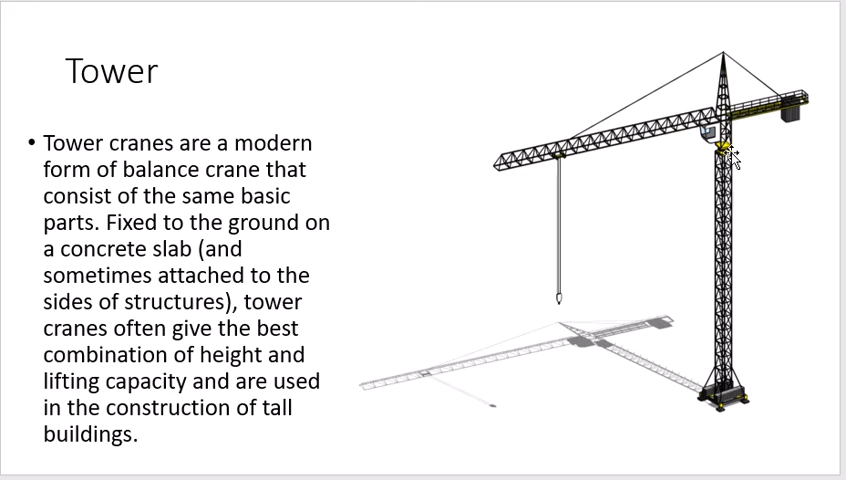 Tower
• Tower cranes are a modern
form of balance crane that
consist of the same basic
parts. Fixed to the ground on
a concrete slab (and
sometimes attached to the
sides of structures), tower
cranes often give the best
combination of height and
lifting capacity and are used
in the construction of tall
buildings.